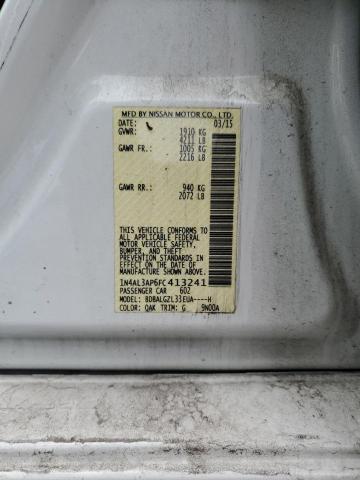 MFD BY NISSAN MOTOR CO., LTD.
DATE: 03/15
GVWR: 1910 KG
4211 LB
GAWR FR.: 1005 KG
2216 LB
GAWR RR.: 940 KG
2072 LB
THIS VEHICLE CONFORMS TO
ALL APPLICABLE FEDERAL
MOTOR VEHICLE SAFETY,
BUMPER, AND THEFT
PREVENTION STANDARDS
IN EFFECT ON THE DATE OF
MANUFACTURE SHOWN ABOVE.
1N4AL3AP6FC413241
PASSENGER CAR 602
MODEL: BDBALGZL33EUA----H
COLOR: QAK TRIM: G 9N00A